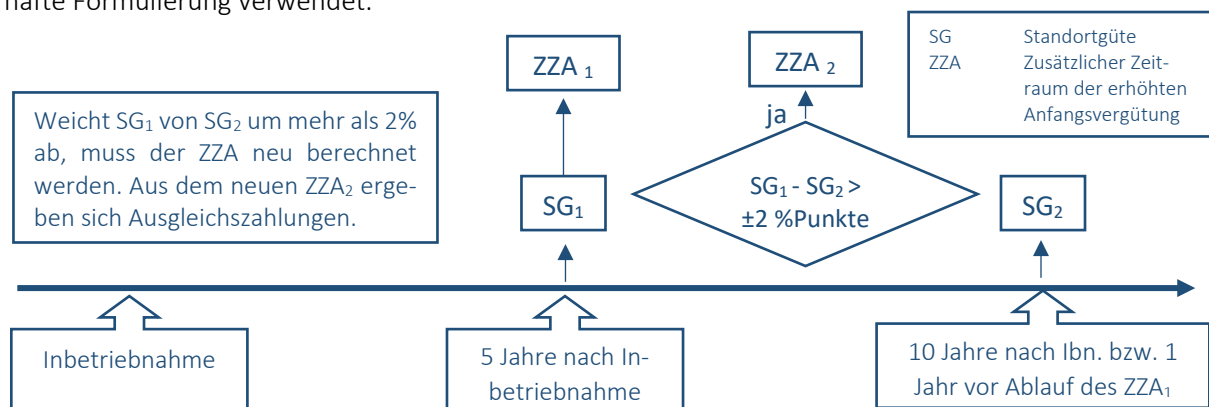 hafte Formulierung verwendet.
SG Standortgüte
ZZA Zusätzlicher Zeit-
raum der erhöhten
Anfangsvergütung
ZZA 1
ZZA 2
Weicht SG1 von SG2 um mehr als 2%
ab, muss der ZZA neu berechnet
werden. Aus dem neuen ZZA2 erge-
ben sich Ausgleichszahlungen.
ja
SG1
SG1 - SG2 >
±2 %Punkte
SG2
Inbetriebnahme
5 Jahre nach In-
betriebnahme
10 Jahre nach Ibn. bzw. 1
Jahr vor Ablauf des ZZA1